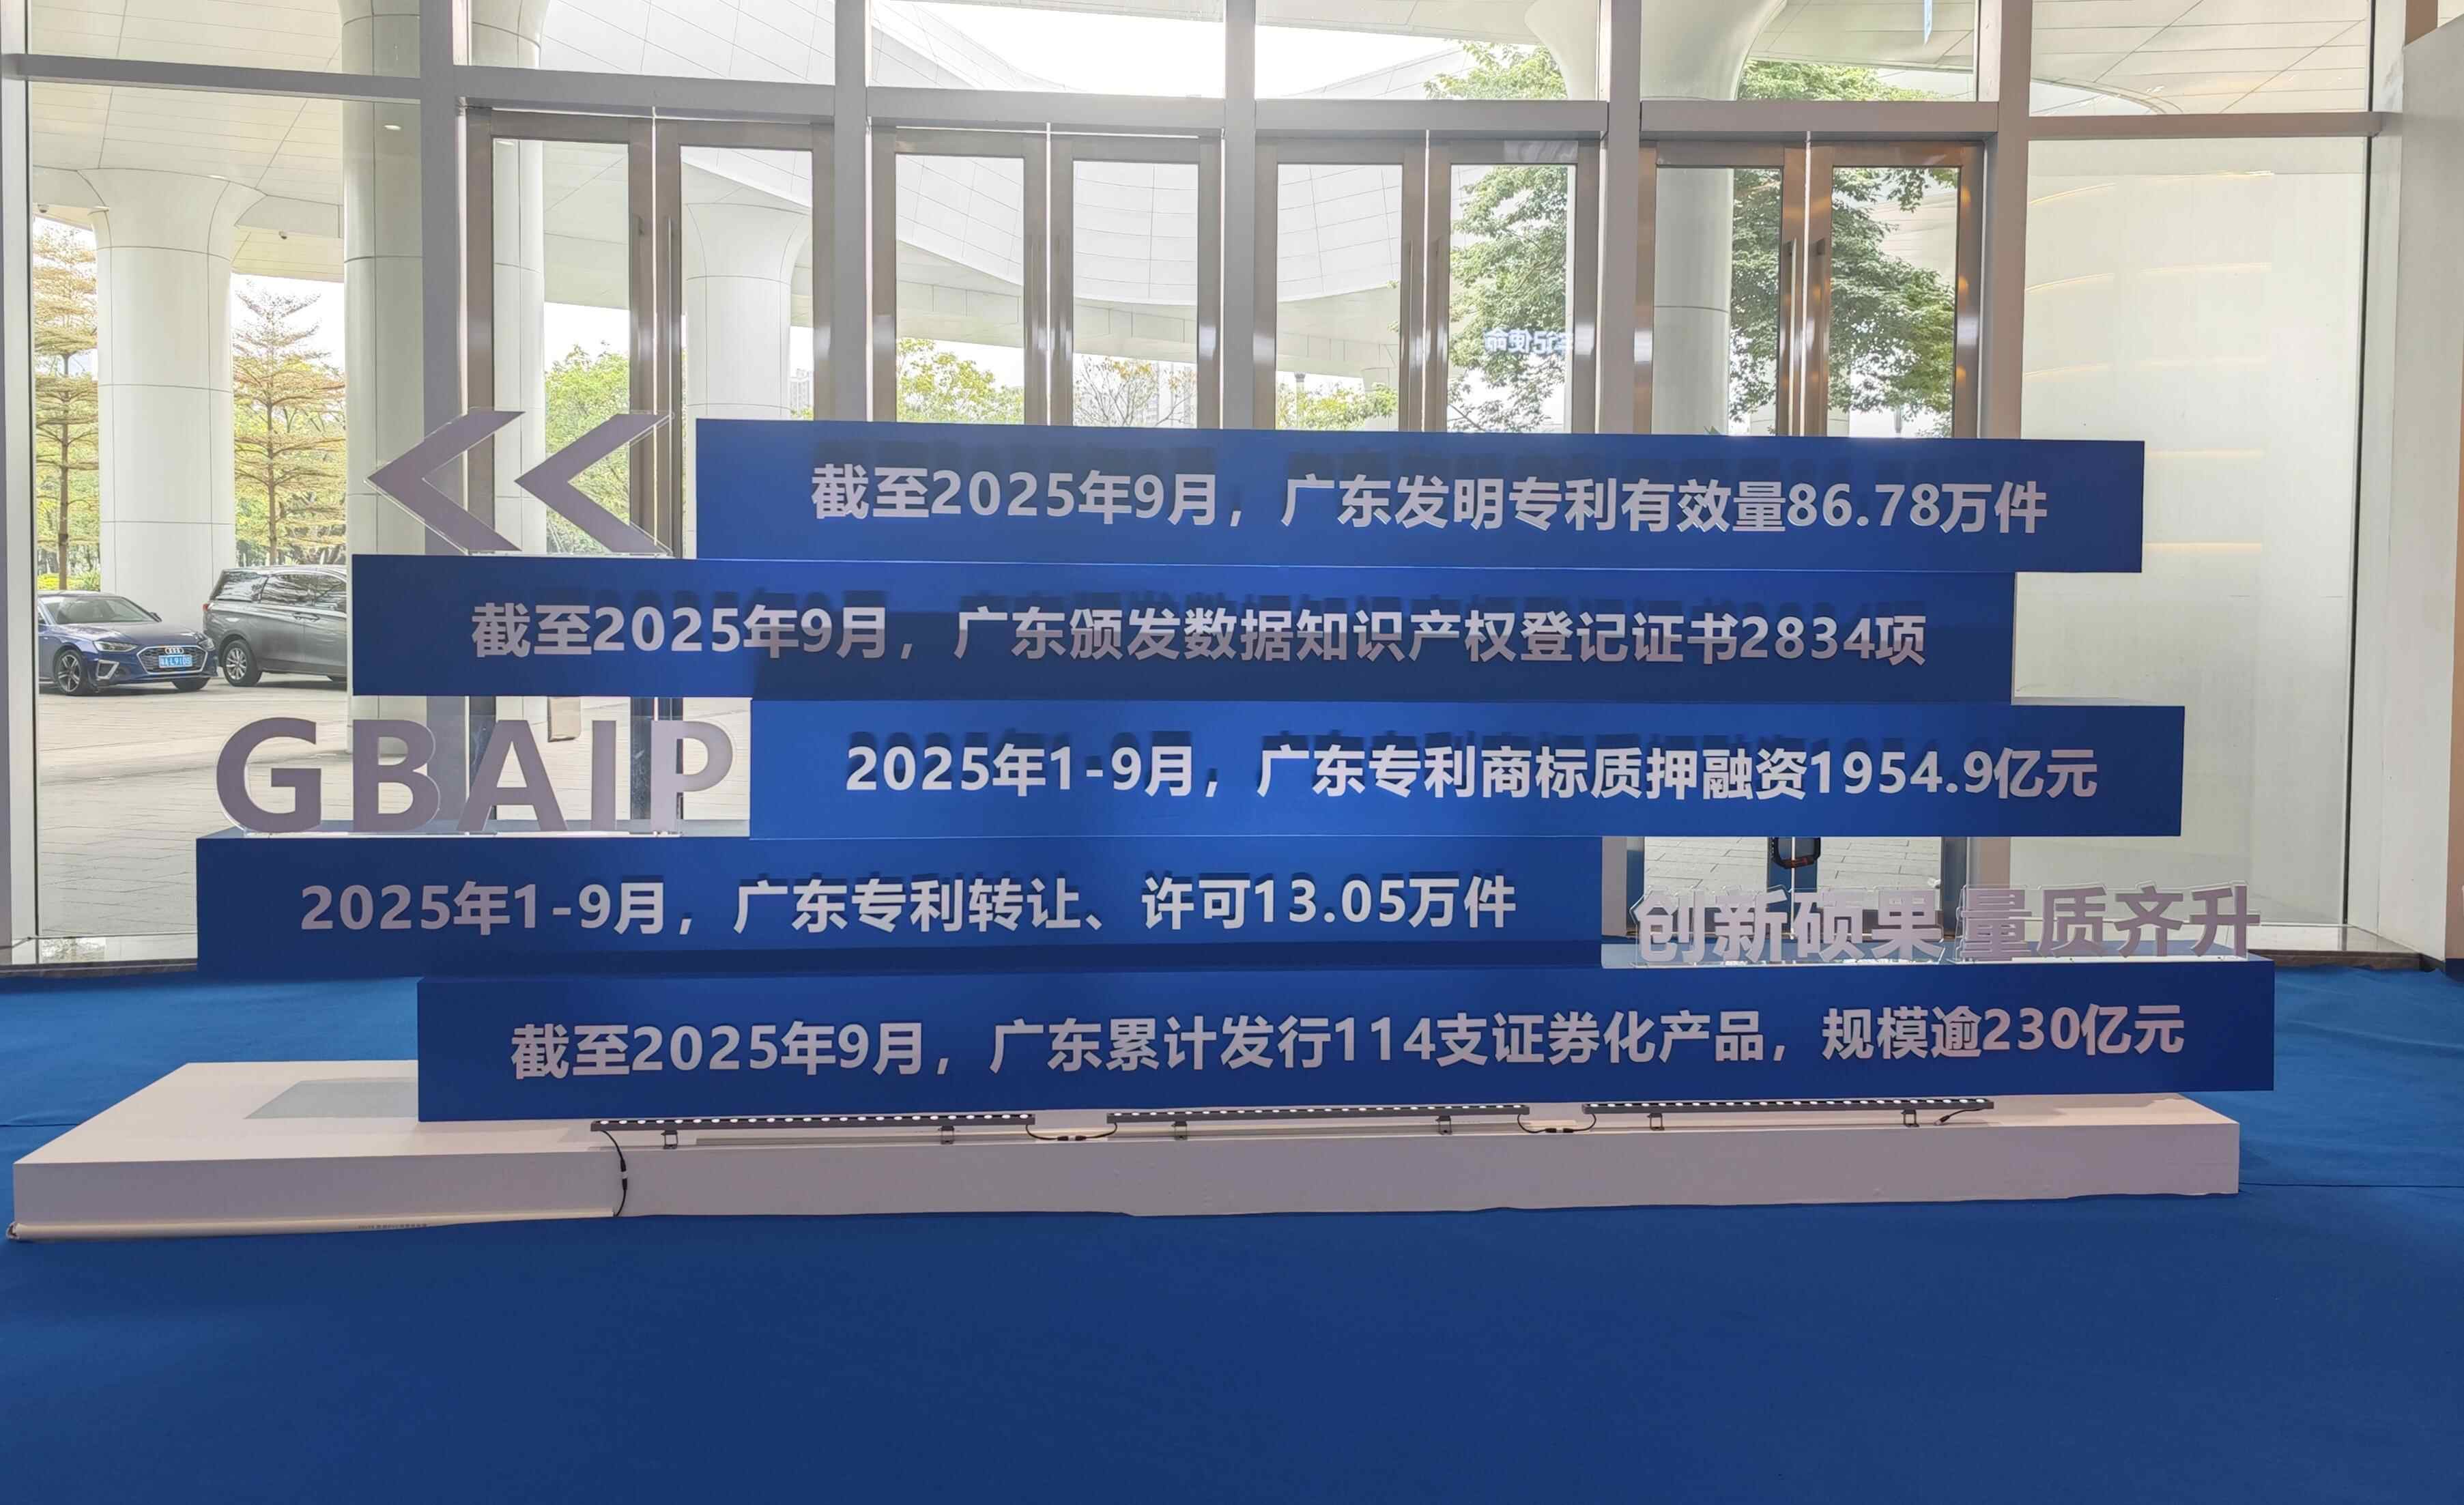 截至2025年9月，广东发明专利有效量86.78万件
截至2025年9月，广东颁发数据知识产权登记证书2834项
GBAIP
2025年1-9月，广东专利商标质押融资1954.9亿元
2025年1-9月，广东专利转让、许可13.05万件
创新硕果 量质齐升
截至2025年9月，广东累计发行114支证券化产品，规模逾230亿元